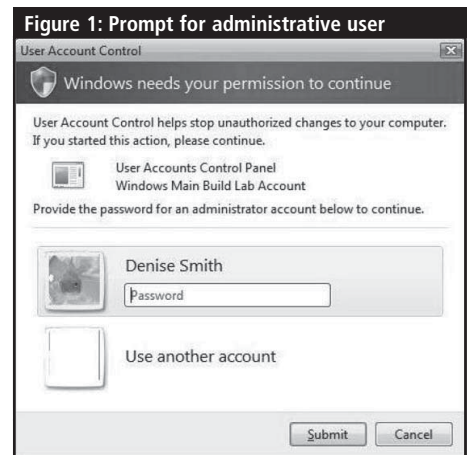 Figure 1: Prompt for administrative user
User Account Control
Windows needs your permission to continue
User Account Control helps stop unauthorized changes to your computer.
If you started this action, please continue.
User Accounts Control Panel
Windows Main Build Lab Account
Provide the password for an administrator account below to continue.
Denise Smith
Password
Use another account
Submit
Cancel